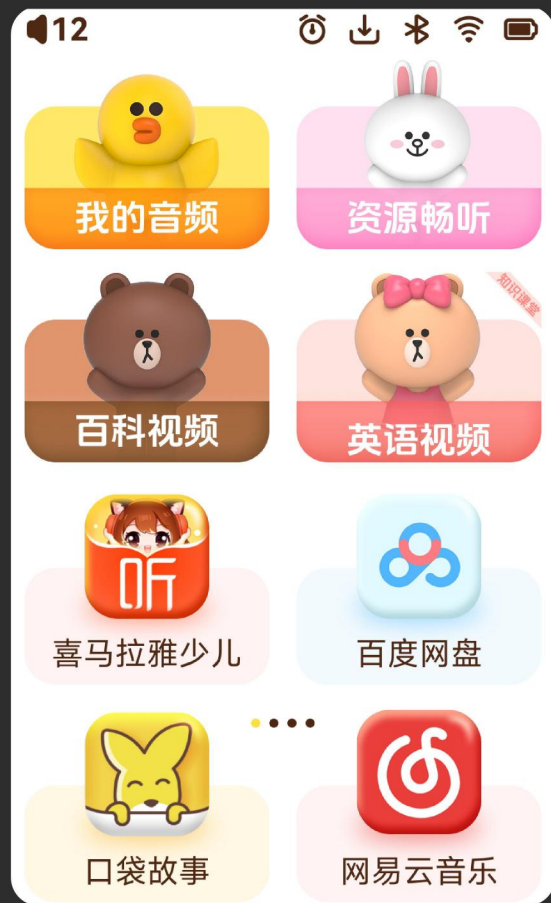 12
我的音频
资源畅听
知识课堂
百科视频
英语视频
听
喜马拉雅少儿
百度网盘
口袋故事
网易云音乐